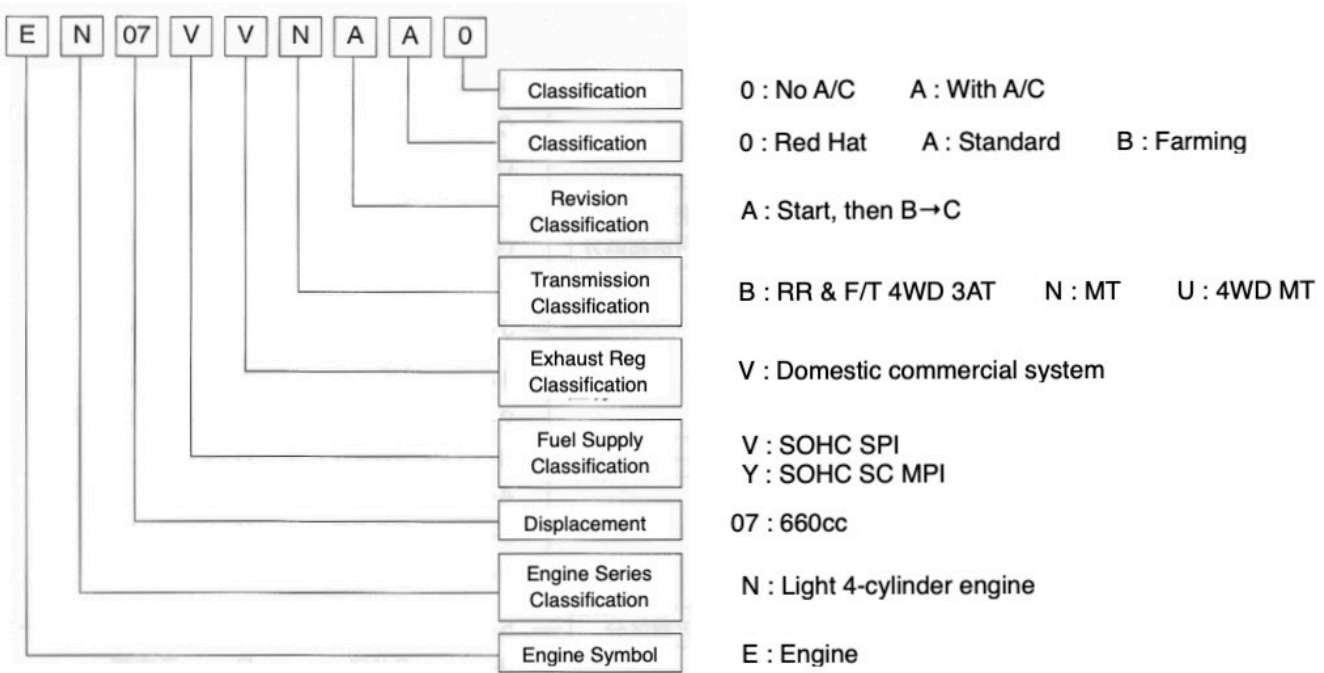 E N 07 V V N A A 0
Classification 0 : No A/C A : With A/C
Classification 0 : Red Hat A : Standard B : Farming
Revision
Classification A : Start, then B→C
Transmission
Classification B : RR & F/T 4WD 3AT N : MT U : 4WD MT
Exhaust Reg
Classification V : Domestic commercial system
Fuel Supply
Classification V : SOHC SPI
Y : SOHC SC MPI
Displacement 07 : 660cc
Engine Series
Classification N : Light 4-cylinder engine
Engine Symbol E : Engine